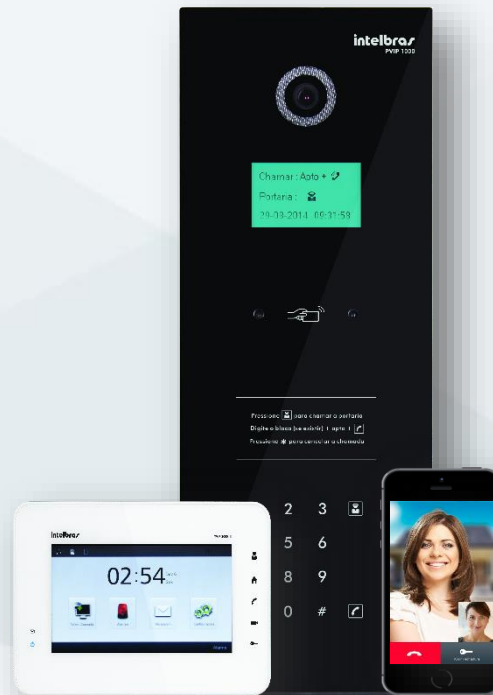 intelbras
PVIP 1000
Chamar : Apto +
Portaria :
29-03-2014 09:31:53
Pressione para chamar a portaria
Digite o bloco [se existir] + apto +
Pressione * para cancelar a chamada
2 3
5 6
8 9
0 #
intelbras
02:54